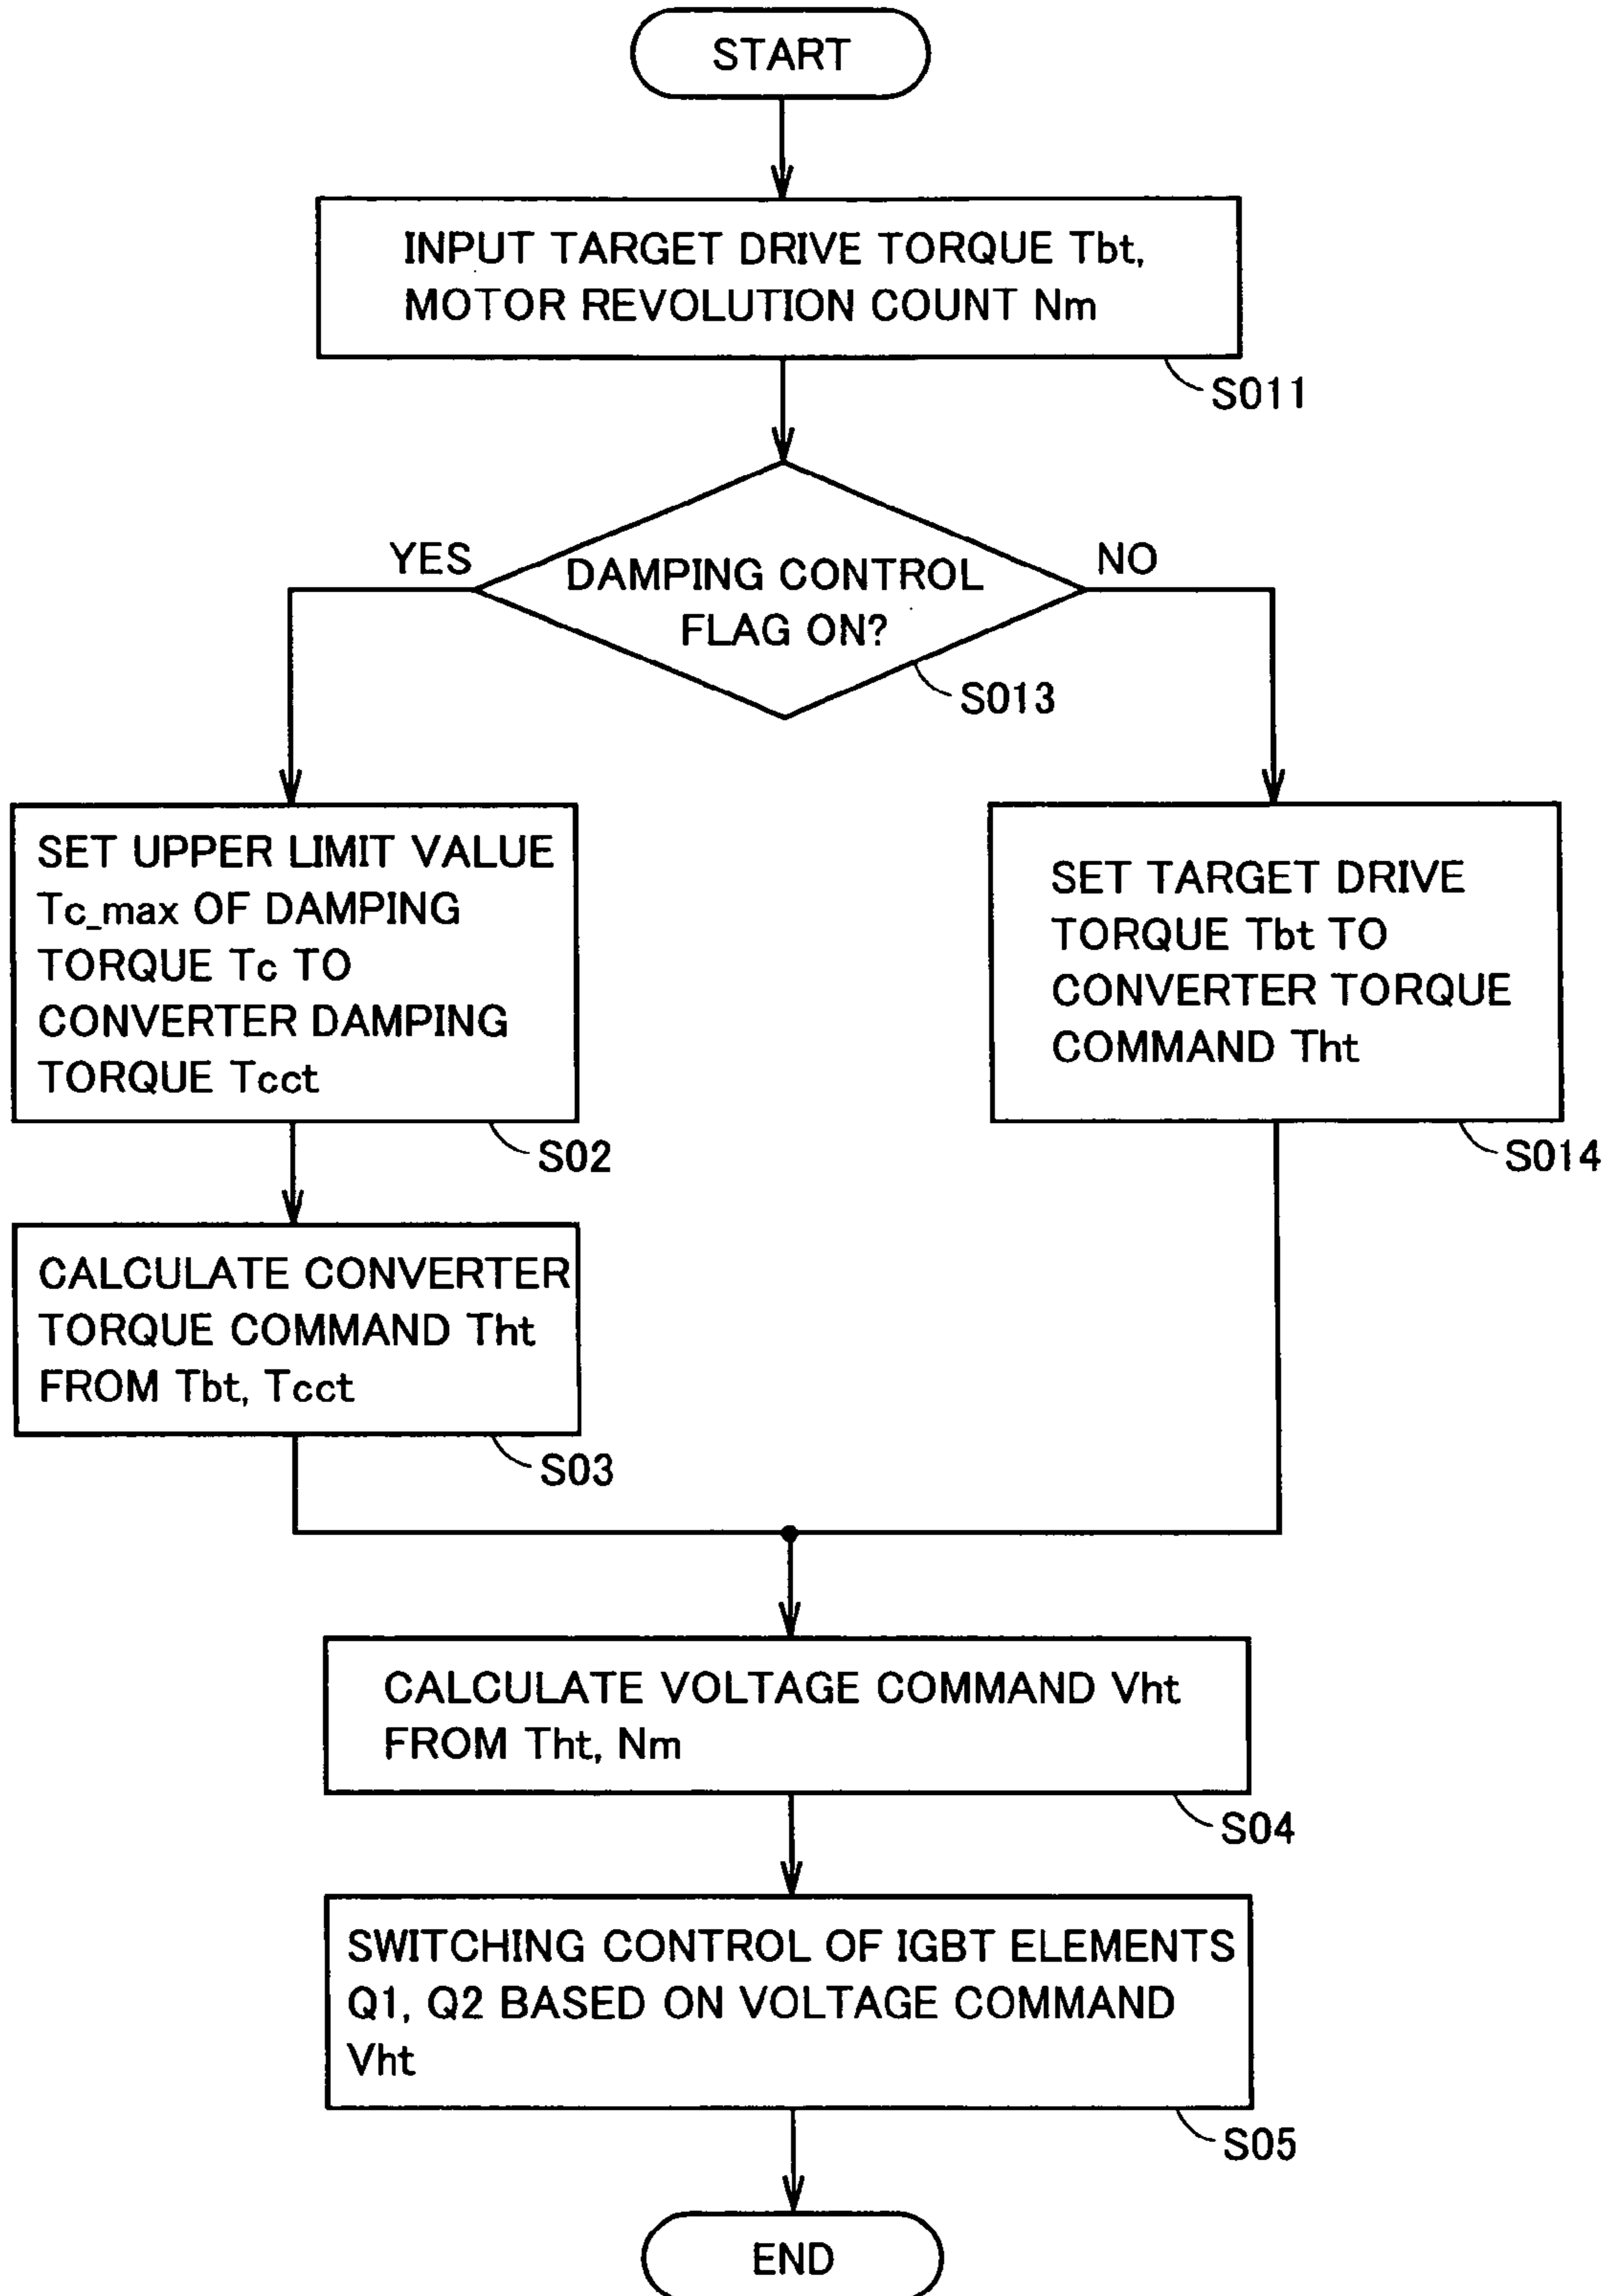 START
INPUT TARGET DRIVE TORQUE Tbt,
MOTOR REVOLUTION COUNT Nm
S011
YES
NO
DAMPING CONTROL
FLAG ON?
S013
SET UPPER LIMIT VALUE
Tc_max OF DAMPING
TORQUE Tc TO
CONVERTER DAMPING
TORQUE Tcct
S02
SET TARGET DRIVE
TORQUE Tbt TO
CONVERTER TORQUE
COMMAND Tht
S014
CALCULATE CONVERTER
TORQUE COMMAND Tht
FROM Tbt, Tcct
S03
CALCULATE VOLTAGE COMMAND Vht
FROM Tht, Nm
S04
SWITCHING CONTROL OF IGBT ELEMENTS
Q1, Q2 BASED ON VOLTAGE COMMAND
Vht
S05
END